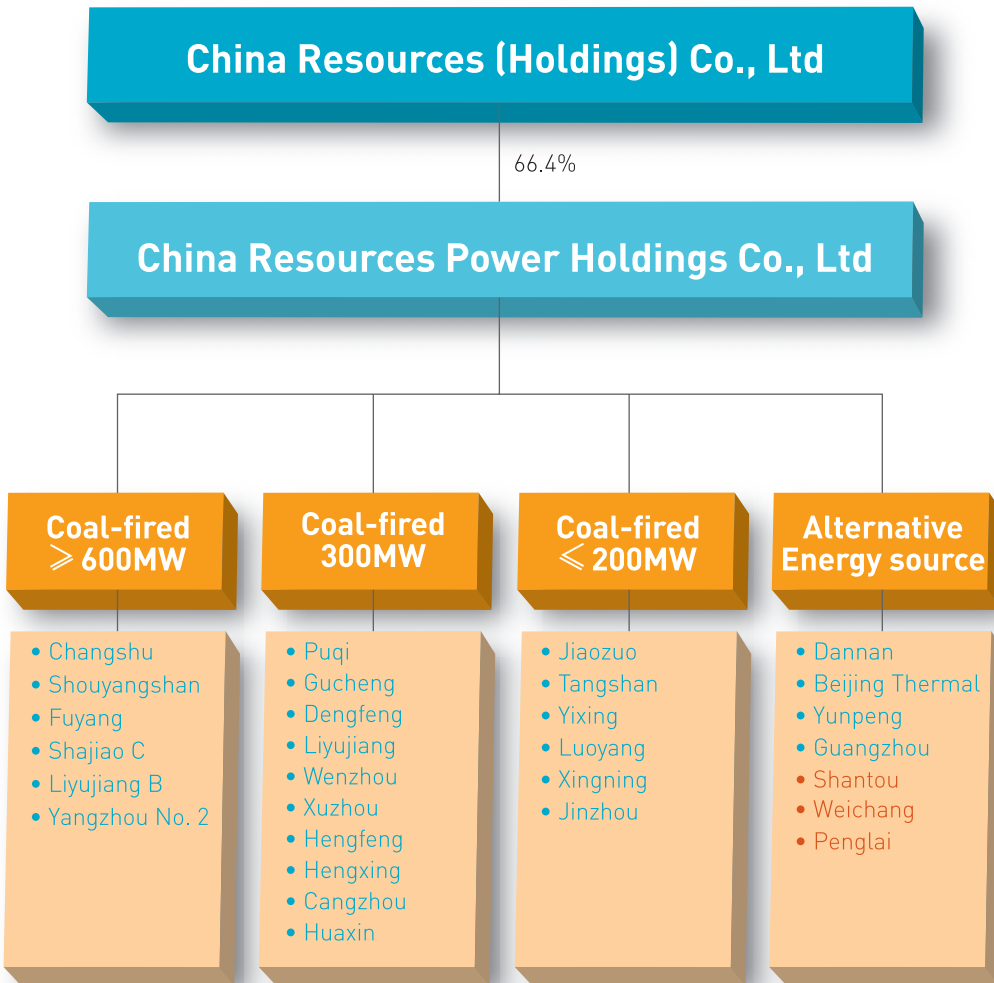 China Resources (Holdings) Co., Ltd
66.4%
China Resources Power Holdings Co., Ltd
Coal-fired
≥ 600MW
• Changshu
• Shouyangshan
• Fuyang
• Shajiao C
• Liyujiang B
• Yangzhou No. 2
Coal-fired
300MW
• Puqi
• Gucheng
• Dengfeng
• Liyujiang
• Wenzhou
• Xuzhou
• Hengfeng
• Hengxing
• Cangzhou
• Huaxin
Coal-fired
≤ 200MW
• Jiaozuo
• Tangshan
• Yixing
• Luoyang
• Xingning
• Jinzhou
Alternative
Energy source
• Dannan
• Beijing Thermal
• Yunpeng
• Guangzhou
• Shantou
• Weichang
• Penglai